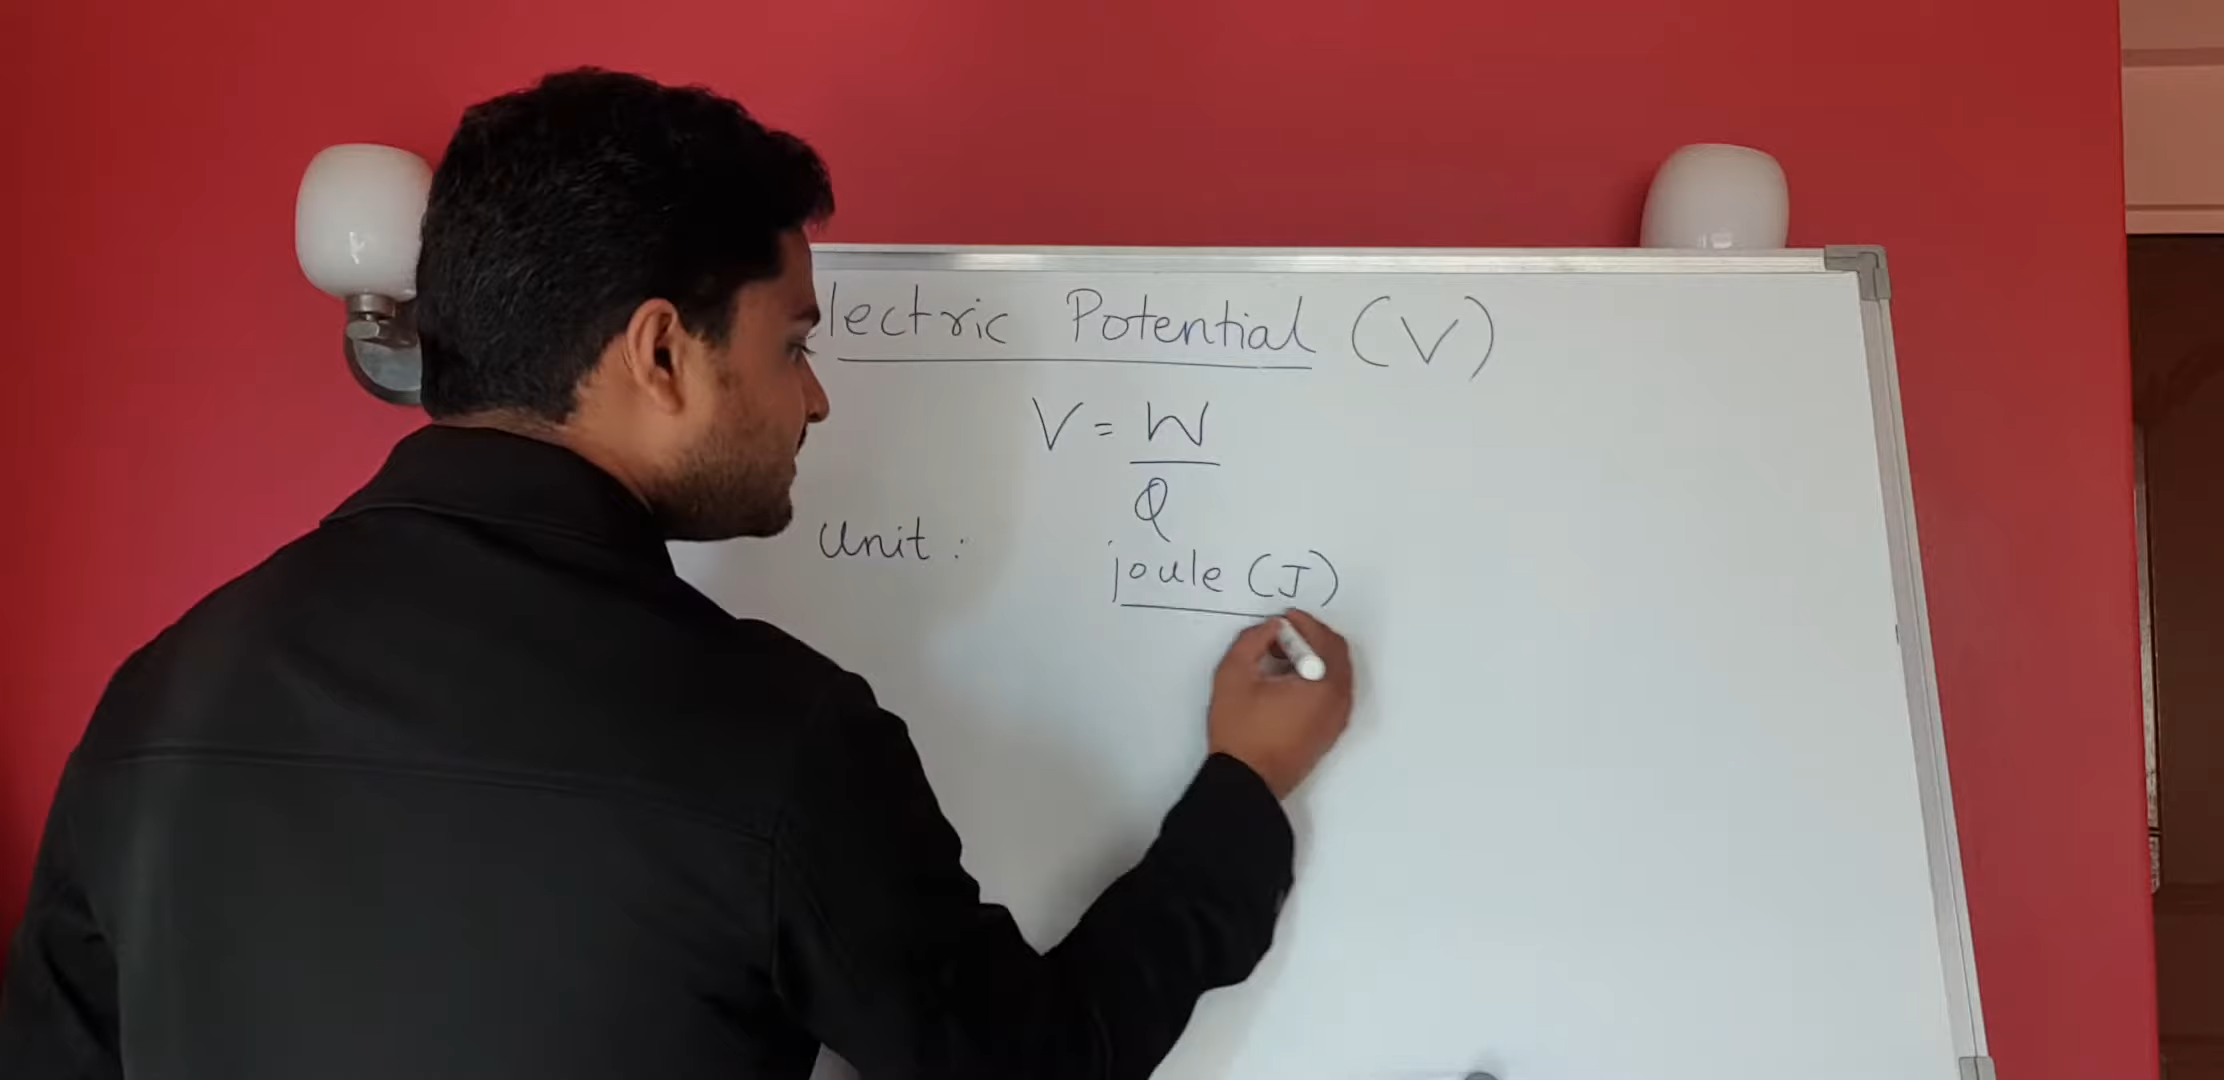 lectric Potential (V)
V = W
Q
Unit :
joule (J)